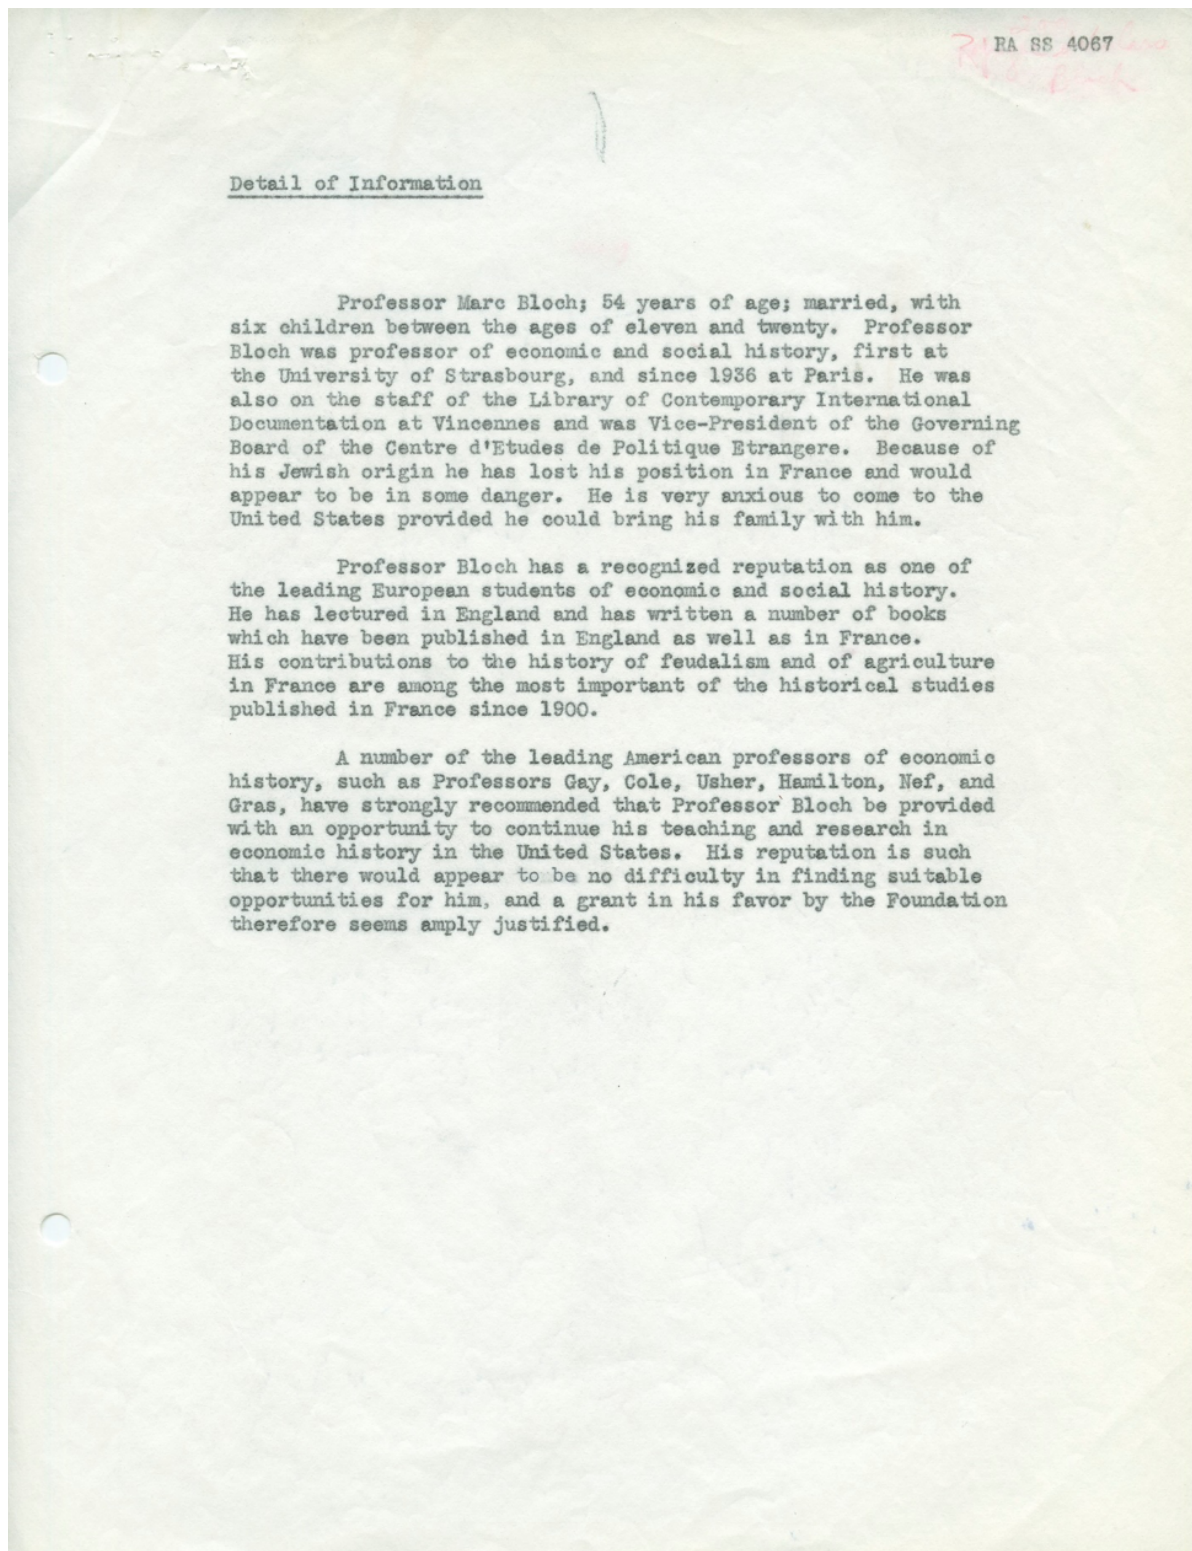 RA SS 4067
Detail of Information
Professor Marc Bloch; 54 years of age; married, with
six children between the ages of eleven and twenty. Professor
Bloch was professor of economic and social history, first at
the University of Strasbourg, and since 1936 at Paris. He was
also on the staff of the Library of Contemporary International
Documentation at Vincennes and was Vice-President of the Governing
Board of the Centre d'Etudes de Politique Etrangere. Because of
his Jewish origin he has lost his position in France and would
appear to be in some danger. He is very anxious to come to the
United States provided he could bring his family with him.
Professor Bloch has a recognized reputation as one of
the leading European students of economic and social history.
He has lectured in England and has written a number of books
which have been published in England as well as in France.
His contributions to the history of feudalism and of agriculture
in France are among the most important of the historical studies
published in France since 1900.
A number of the leading American professors of economic
history, such as Professors Gay, Cole, Usher, Hamilton, Nef, and
Gras, have strongly recommended that Professor Bloch be provided
with an opportunity to continue his teaching and research in
economic history in the United States. His reputation is such
that there would appear to be no difficulty in finding suitable
opportunities for him, and a grant in his favor by the Foundation
therefore seems amply justified.